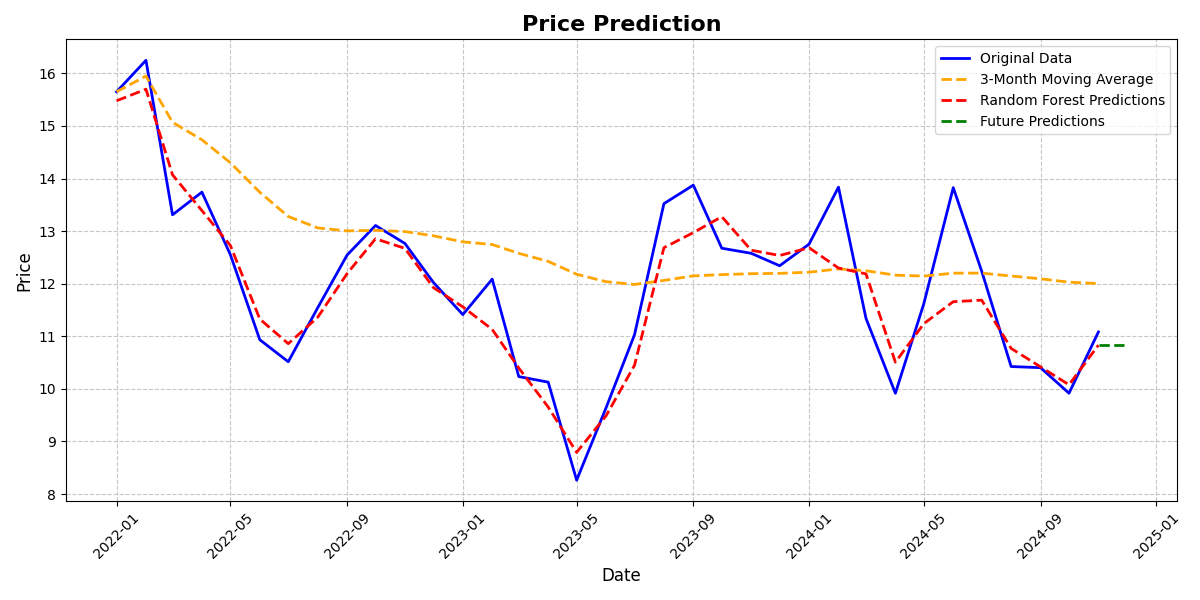 Price Prediction
Original Data
3-Month Moving Average
Random Forest Predictions
Future Predictions
Price
16
15
14
13
12
11
10
9
8
2022-01
2022-05
2022-09
2023-01
2023-05
2023-09
2024-01
2024-05
2024-09
2025-01
Date